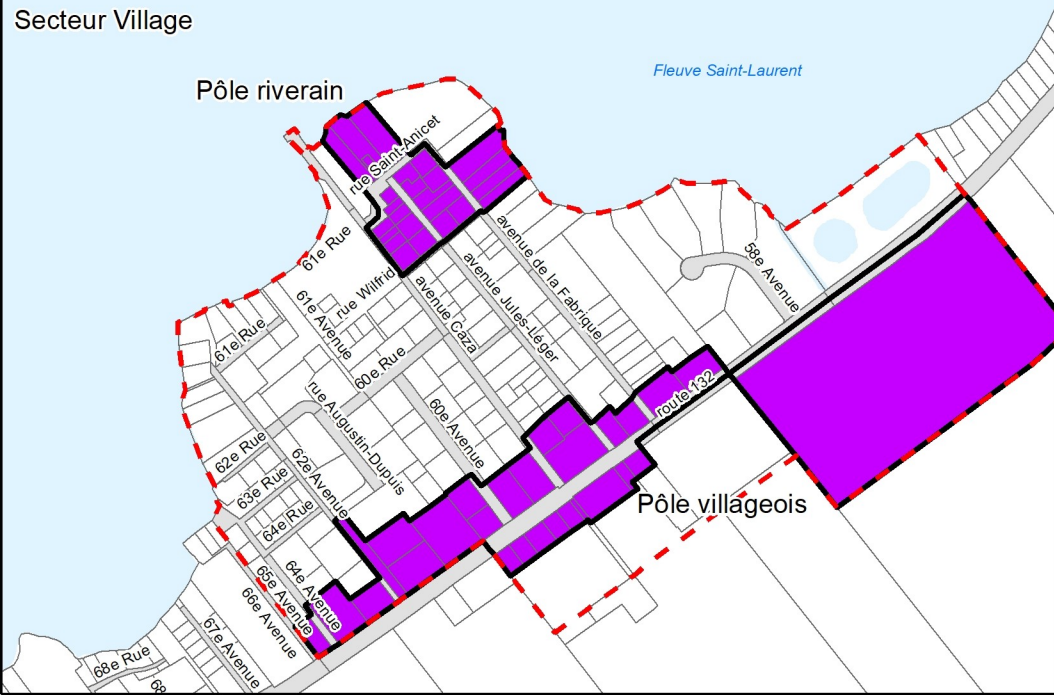 Secteur Village
Fleuve Saint-Laurent
Pôle riverain
rue Saint-Anicet
61e Rue
avenue de la Fabrique
58e Avenue
rue Wilfrid
avenue Caza
avenue Jules-Léger
61e Avenue
61e Rue
60e Rue
route 132
rue Augustin-Dupuis
60e Avenue
62e Rue
62e Avenue
63e Rue
64e Rue
Pôle villageois
64e Avenue
65e Avenue
66e Avenue
67e Avenue
68e Rue
68